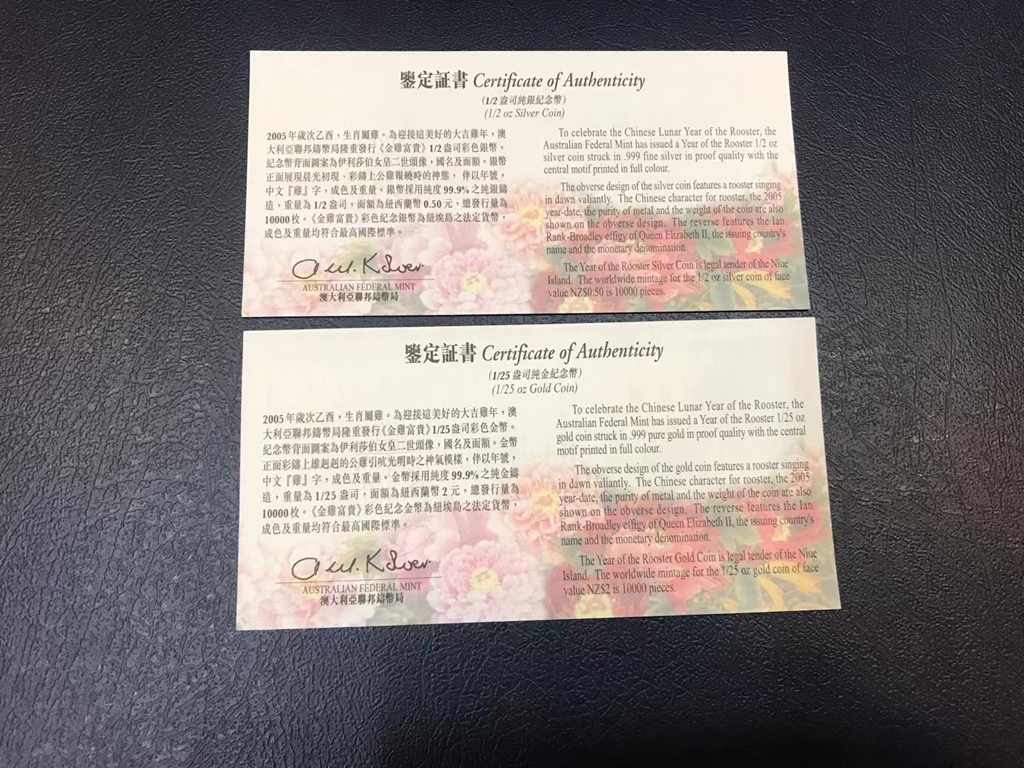 鑒定証書 Certificate of Authenticity
(1/2 盎司純銀紀念幣)
(1/2 oz Silver Coin)
2005年歲次乙酉，生肖屬雞。為迎接這美好的大吉雞年，澳
大利亞聯邦鑄幣局隆重發行《金雞富貴》1/2盎司彩色銀幣。
紀念幣背面圖案為伊利莎伯女皇二世頭像，國名及面額。銀幣
正面展現晨光初現，彩鑄上公雞報曉時的神態，伴以年號，
中文『雞』字，成色及重量。銀幣採用純度99.9%之純銀鑄
造，重量為1/2盎司，面額為紐西蘭幣0.50元，總發行量為
10000枚。《金雞富貴》彩色紀念銀幣為紐埃島之法定貨幣，
成色及重量均符合最高國際標準。
AUSTRALIAN FEDERAL MINT
澳大利亞聯邦鑄幣局
To celebrate the Chinese Lunar Year of the Rooster, the
Australian Federal Mint has issued a Year of the Rooster 1/2 oz
silver coin struck in .999 fine silver in proof quality with the
central motif printed in full colour.
The obverse design of the silver coin features a rooster singing
in dawn valiantly. The Chinese character for rooster, the 2005
year-date, the purity of metal and the weight of the coin are also
shown on the obverse design. The reverse features the Ian
Rank-Broadley effigy of Queen Elizabeth II, the issuing country's
name and the monetary denomination.
The Year of the Rooster Silver Coin is legal tender of the Niue
Island. The worldwide mintage for the 1/2 oz silver coin of face
value NZ$0.50 is 10000 pieces.
鑒定証書 Certificate of Authenticity
(1/25 盎司純金紀念幣)
(1/25 oz Gold Coin)
2005年歲次乙酉，生肖屬雞。為迎接這美好的大吉雞年，澳
大利亞聯邦鑄幣局隆重發行《金雞富貴》1/25盎司彩色金幣。
紀念幣背面圖案為伊利莎伯女皇二世頭像，國名及面額。金幣
正面彩鑄上雄赳赳的公雞引吭光明時之神氣模樣，伴以年號，
中文『雞』字，成色及重量。金幣採用純度99.9%之純金鑄
造，重量為1/25盎司，面額為紐西蘭幣2元，總發行量為
10000枚。《金雞富貴》彩色紀念金幣為紐埃島之法定貨幣，
成色及重量均符合最高國際標準。
AUSTRALIAN FEDERAL MINT
澳大利亞聯邦鑄幣局
To celebrate the Chinese Lunar Year of the Rooster, the
Australian Federal Mint has issued a Year of the Rooster 1/25 oz
gold coin struck in .999 pure gold in proof quality with the central
motif printed in full colour.
The obverse design of the gold coin features a rooster singing
in dawn valiantly. The Chinese character for rooster, the 2005
year-date, the purity of metal and the weight of the coin are also
shown on the obverse design. The reverse features the Ian
Rank-Broadley effigy of Queen Elizabeth II, the issuing country's
name and the monetary denomination.
The Year of the Rooster Gold Coin is legal tender of the Niue
Island. The worldwide mintage for the 1/25 oz gold coin of face
value NZ$2 is 10000 pieces.